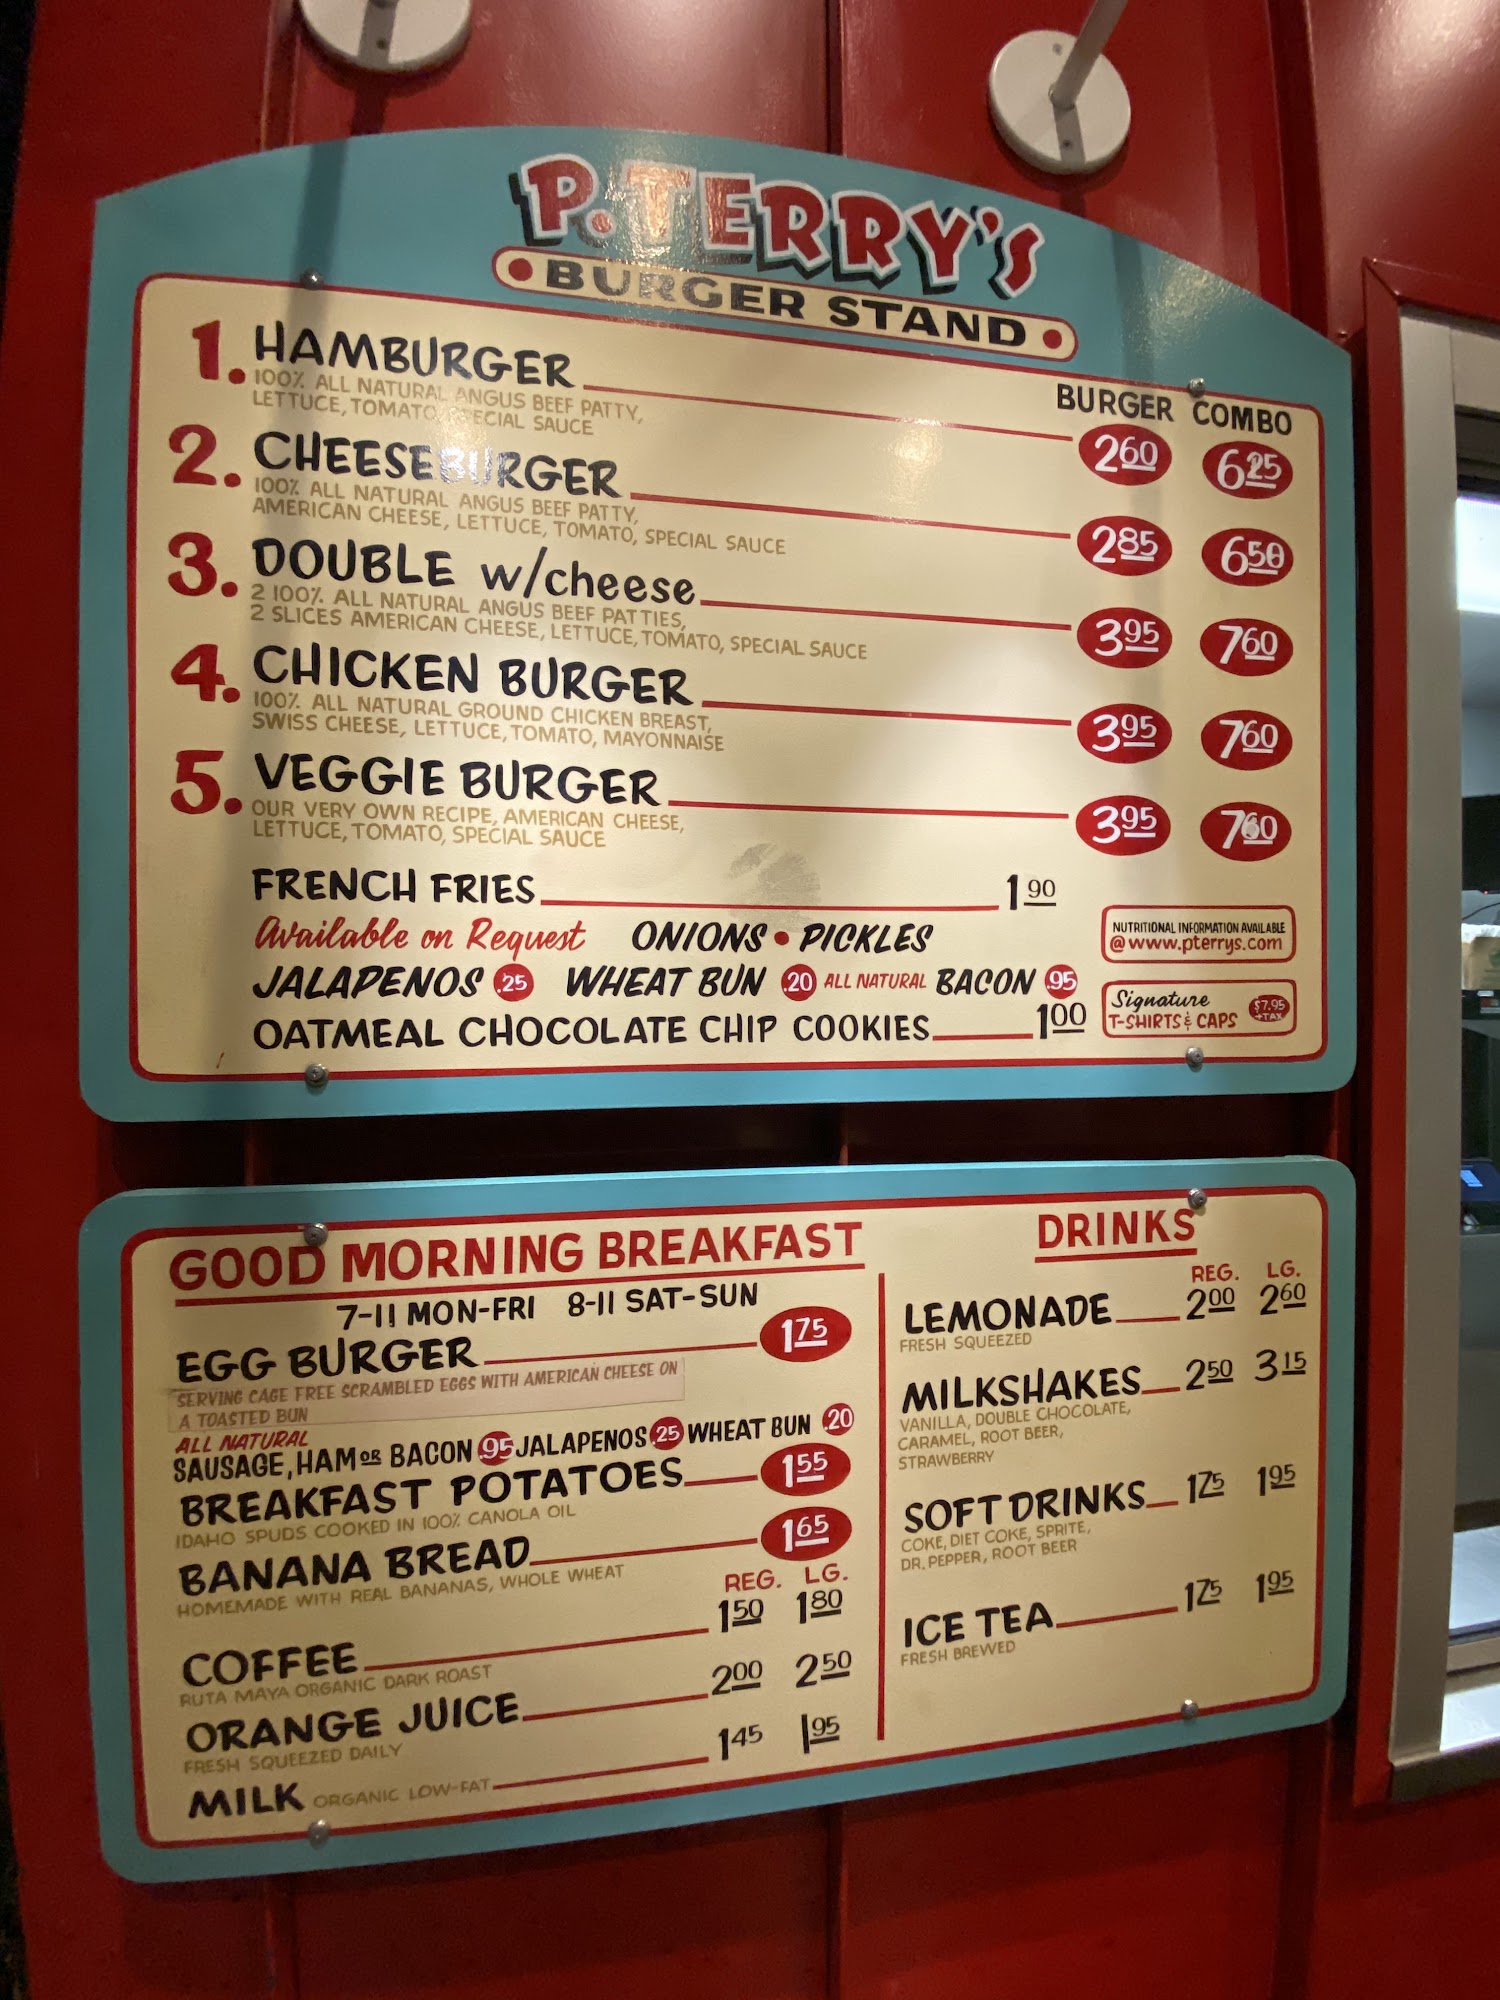 P. TERRY'S
• BURGER STAND •
BURGER COMBO
1. HAMBURGER 2.60 6.25
100% ALL NATURAL ANGUS BEEF PATTY,
LETTUCE, TOMATO, SPECIAL SAUCE
2. CHEESEBURGER 2.85 6.50
100% ALL NATURAL ANGUS BEEF PATTY,
AMERICAN CHEESE, LETTUCE, TOMATO, SPECIAL SAUCE
3. DOUBLE w/cheese 3.95 7.60
2 100% ALL NATURAL ANGUS BEEF PATTIES,
2 SLICES AMERICAN CHEESE, LETTUCE, TOMATO, SPECIAL SAUCE
4. CHICKEN BURGER 3.95 7.60
100% ALL NATURAL GROUND CHICKEN BREAST,
SWISS CHEESE, LETTUCE, TOMATO, MAYONNAISE
5. VEGGIE BURGER 3.95 7.60
OUR VERY OWN RECIPE, AMERICAN CHEESE,
LETTUCE, TOMATO, SPECIAL SAUCE
FRENCH FRIES 1.90
Available on Request ONIONS • PICKLES
JALAPENOS .25 WHEAT BUN .20 ALL NATURAL BACON .95
OATMEAL CHOCOLATE CHIP COOKIES 1.00
NUTRITIONAL INFORMATION AVAILABLE
@ www.pterrys.com
Signature
T-SHIRTS & CAPS $7.95 +TAX
GOOD MORNING BREAKFAST
7-11 MON-FRI 8-11 SAT-SUN
EGG BURGER 1.75
SERVING CAGE FREE SCRAMBLED EGGS WITH AMERICAN CHEESE ON
A TOASTED BUN
ALL NATURAL
SAUSAGE, HAM OR BACON .95 JALAPENOS .25 WHEAT BUN .20
BREAKFAST POTATOES 1.55
IDAHO SPUDS COOKED IN 100% CANOLA OIL
BANANA BREAD 1.65
HOMEMADE WITH REAL BANANAS, WHOLE WHEAT
REG. LG.
COFFEE 1.50 1.80
RUTA MAYA ORGANIC DARK ROAST
ORANGE JUICE 2.00 2.50
FRESH SQUEEZED DAILY
MILK ORGANIC LOW-FAT 1.45 1.95
DRINKS
REG. LG.
LEMONADE 2.00 2.60
FRESH SQUEEZED
MILKSHAKES 2.50 3.15
VANILLA, DOUBLE CHOCOLATE,
CARAMEL, ROOT BEER,
STRAWBERRY
SOFT DRINKS 1.75 1.95
COKE, DIET COKE, SPRITE,
DR. PEPPER, ROOT BEER
ICE TEA 1.75 1.95
FRESH BREWED